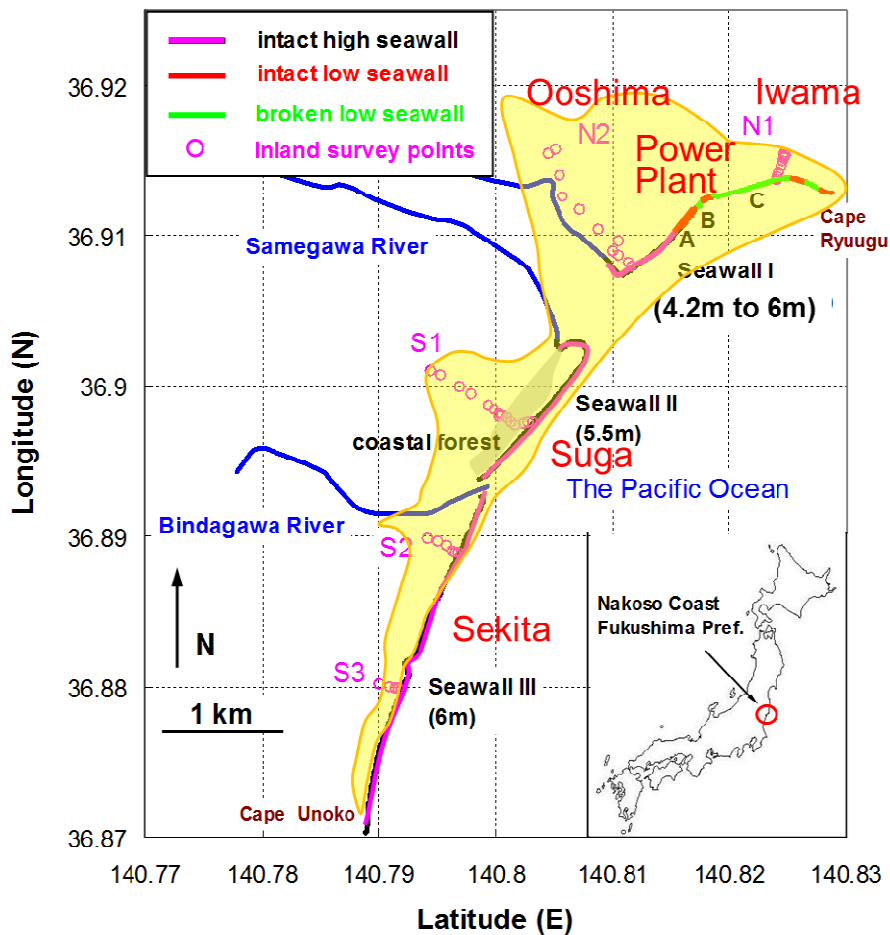 intact high seawall
intact low seawall
broken low seawall
Inland survey points
36.92
36.91
36.9
36.89
36.88
36.87
Longitude (N)
Ooshima
Iwama
N2
N1
Power
Plant
C
B
A
Cape
Ryuugu
Samegawa River
Seawall I
(4.2m to 6m)
S1
Seawall II
(5.5m)
coastal forest
Suga
The Pacific Ocean
Bindagawa River
S2
Nakoso Coast
Fukushima Pref.
Sekita
N
S3
Seawall III
(6m)
1 km
Cape Unoko
140.77
140.78
140.79
140.8
140.81
140.82
140.83
Latitude (E)